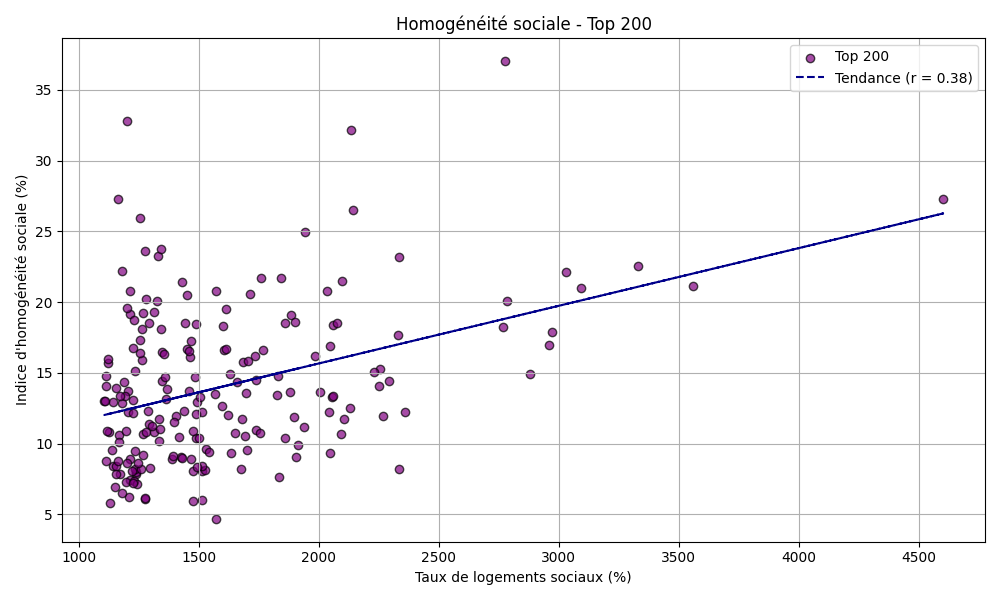 Homogénéité sociale - Top 200
Top 200
Tendance (r = 0.38)
Indice d'homogénéité sociale (%)
35
30
25
20
15
10
5
1000 1500 2000 2500 3000 3500 4000 4500
Taux de logements sociaux (%)